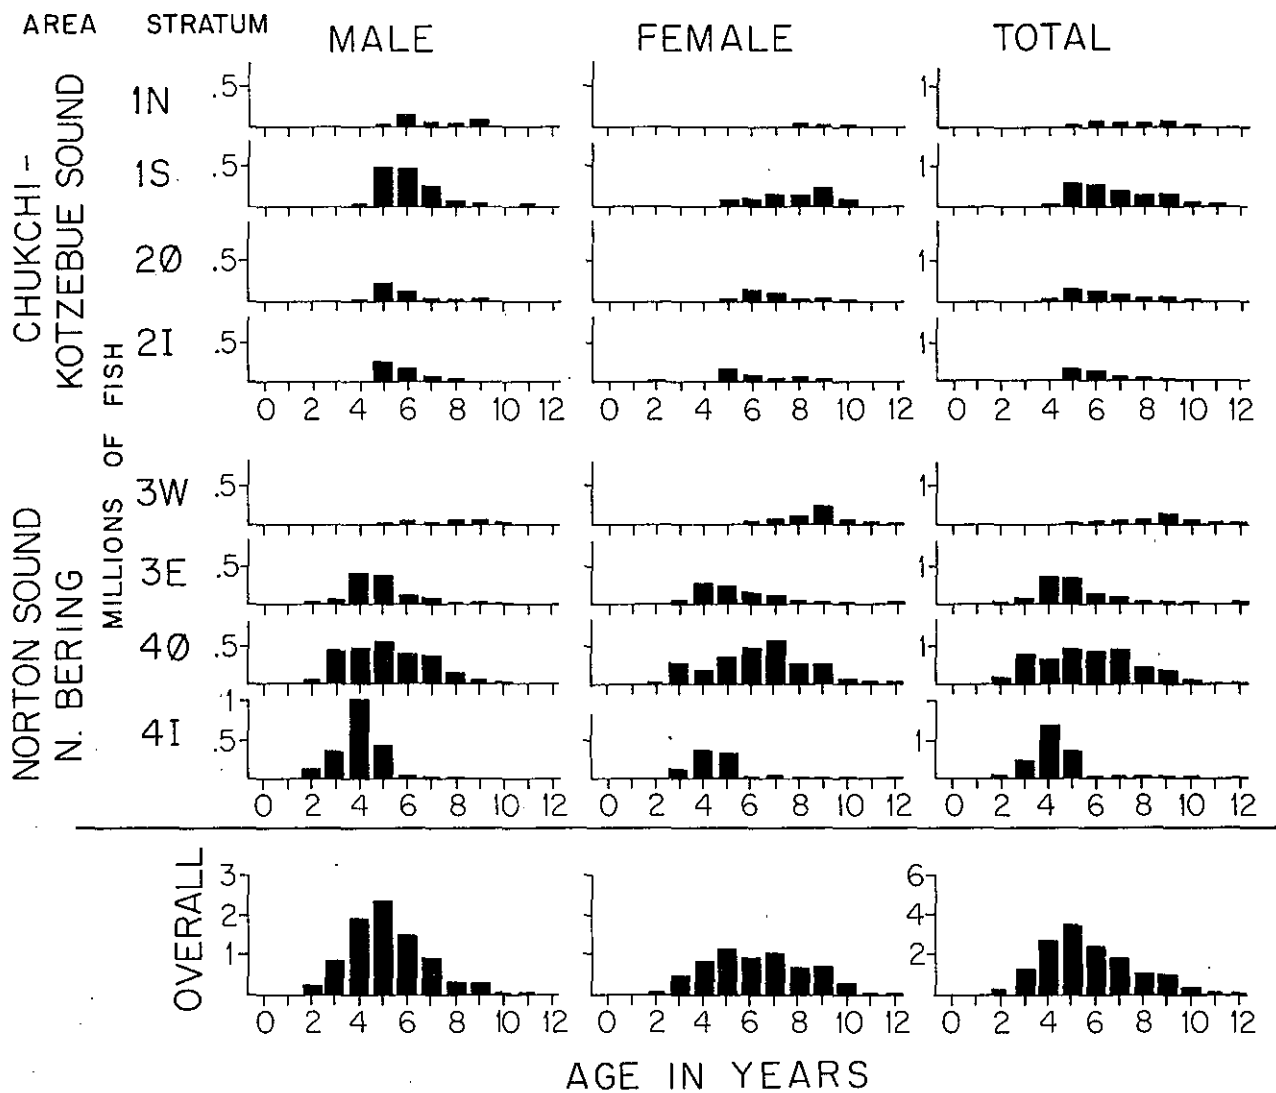 AREA STRATUM MALE FEMALE TOTAL
CHUKCHI-
KOTZEBUE SOUND
MILLIONS OF FISH
1N .5 1
1S .5 1
2Ø .5 1
2I .5 1
0 2 4 6 8 10 12 0 2 4 6 8 10 12 0 2 4 6 8 10 12
NORTON SOUND
N. BERING
3W .5 1
3E .5 1
4Ø .5 1
4I 1 .5 1
0 2 4 6 8 10 12 0 2 4 6 8 10 12 0 2 4 6 8 10 12
OVERALL
3 6
2 4
1 2
0 2 4 6 8 10 12 0 2 4 6 8 10 12 0 2 4 6 8 10 12
AGE IN YEARS